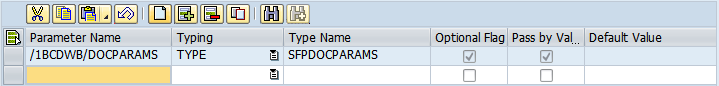 Parameter Name Typing Type Name Optional Flag Pass by Val... Default Value
/1BCDWB/DOCPARAMS TYPE SFPDOCPARAMS